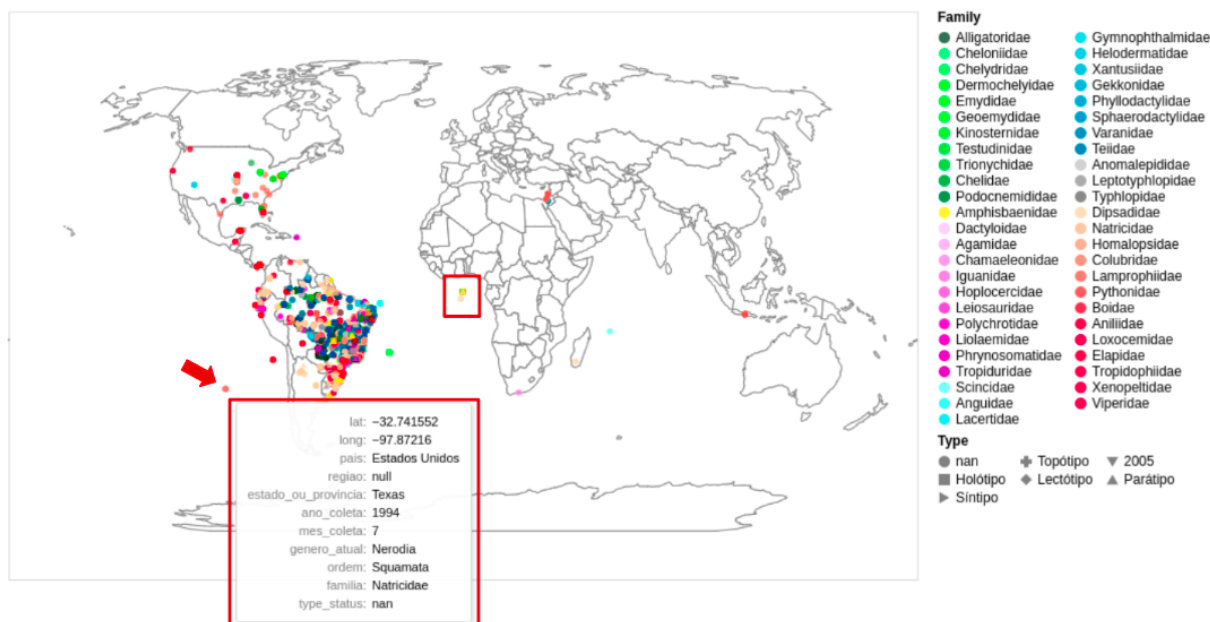 Family
Alligatoridae
Cheloniidae
Chelydridae
Dermochelyidae
Emydidae
Geoemydidae
Kinosternidae
Testudinidae
Trionychidae
Chelidae
Podocnemididae
Amphisbaenidae
Dactyloidae
Agamidae
Chamaeleonidae
Iguanidae
Hoplocercidae
Leiosauridae
Polychrotidae
Liolaemidae
Phrynosomatidae
Tropiduridae
Scincidae
Anguidae
Lacertidae
Gymnophthalmidae
Helodermatidae
Xantusiidae
Gekkonidae
Phyllodactylidae
Sphaerodactylidae
Varanidae
Teiidae
Anomalepididae
Leptotyphlopidae
Typhlopidae
Dipsadidae
Natricidae
Homalopsidae
Colubridae
Lamprophiidae
Pythonidae
Boidae
Aniliidae
Loxocemidae
Elapidae
Tropidophiidae
Xenopeltidae
Viperidae
Type
nan Topótipo 2005
Holótipo Lectótipo Parátipo
Síntipo
lat: −32.741552
long: −97.87216
pais: Estados Unidos
regiao: null
estado_ou_provincia: Texas
ano_coleta: 1994
mes_coleta: 7
genero_atual: Nerodia
ordem: Squamata
familia: Natricidae
type_status: nan